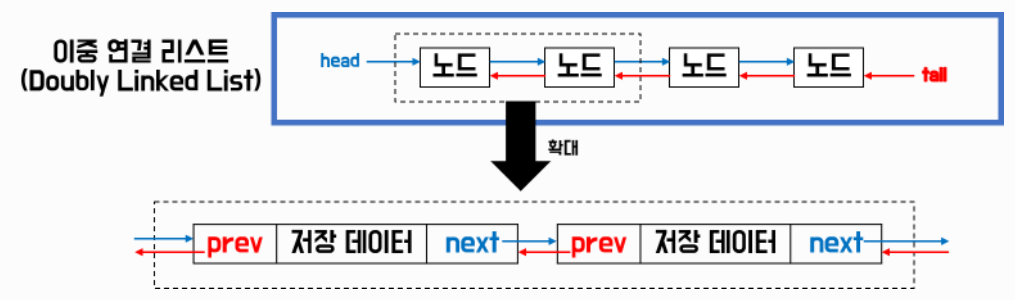 이중 연결 리스트
(Doubly Linked List)
head 노드 노드 노드 노드 tail
확대
prev 저장 데이터 next prev 저장 데이터 next